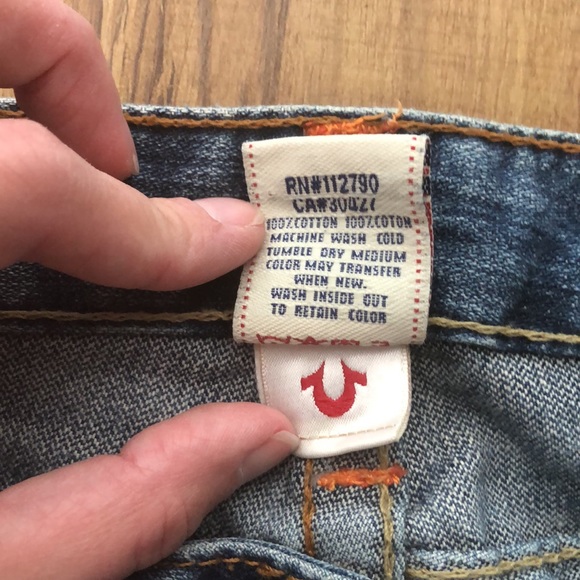 RN#112790
CA#30427
100%COTTON 100%COTON
MACHINE WASH COLD
TUMBLE DRY MEDIUM
COLOR MAY TRANSFER
WHEN NEW.
WASH INSIDE OUT
TO RETAIN COLOR